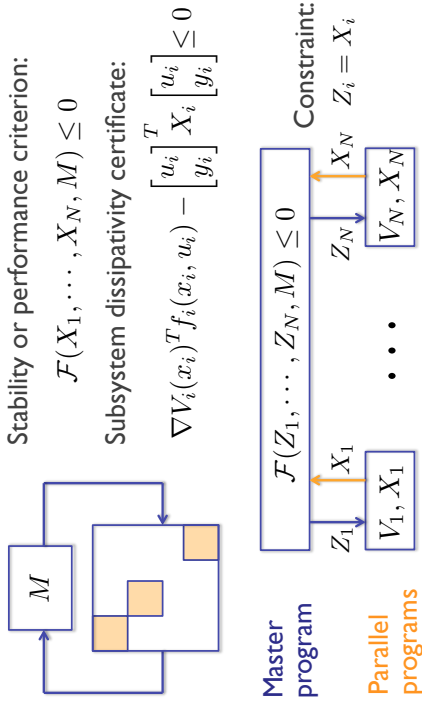 M
Stability or performance criterion:
$\mathcal{F}(X_1, \cdots, X_N, M) \leq 0$
Subsystem dissipativity certificate:
$\nabla V_i(x_i)^T f_i(x_i, u_i) - \begin{bmatrix} u_i \\ y_i \end{bmatrix}^T X_i \begin{bmatrix} u_i \\ y_i \end{bmatrix} \leq 0$
Master
program
$\mathcal{F}(Z_1, \cdots, Z_N, M) \leq 0$
Constraint:
$Z_i = X_i$
$Z_1$ $X_1$ $Z_N$ $X_N$
Parallel
programs
$V_1, X_1$ • • • $V_N, X_N$